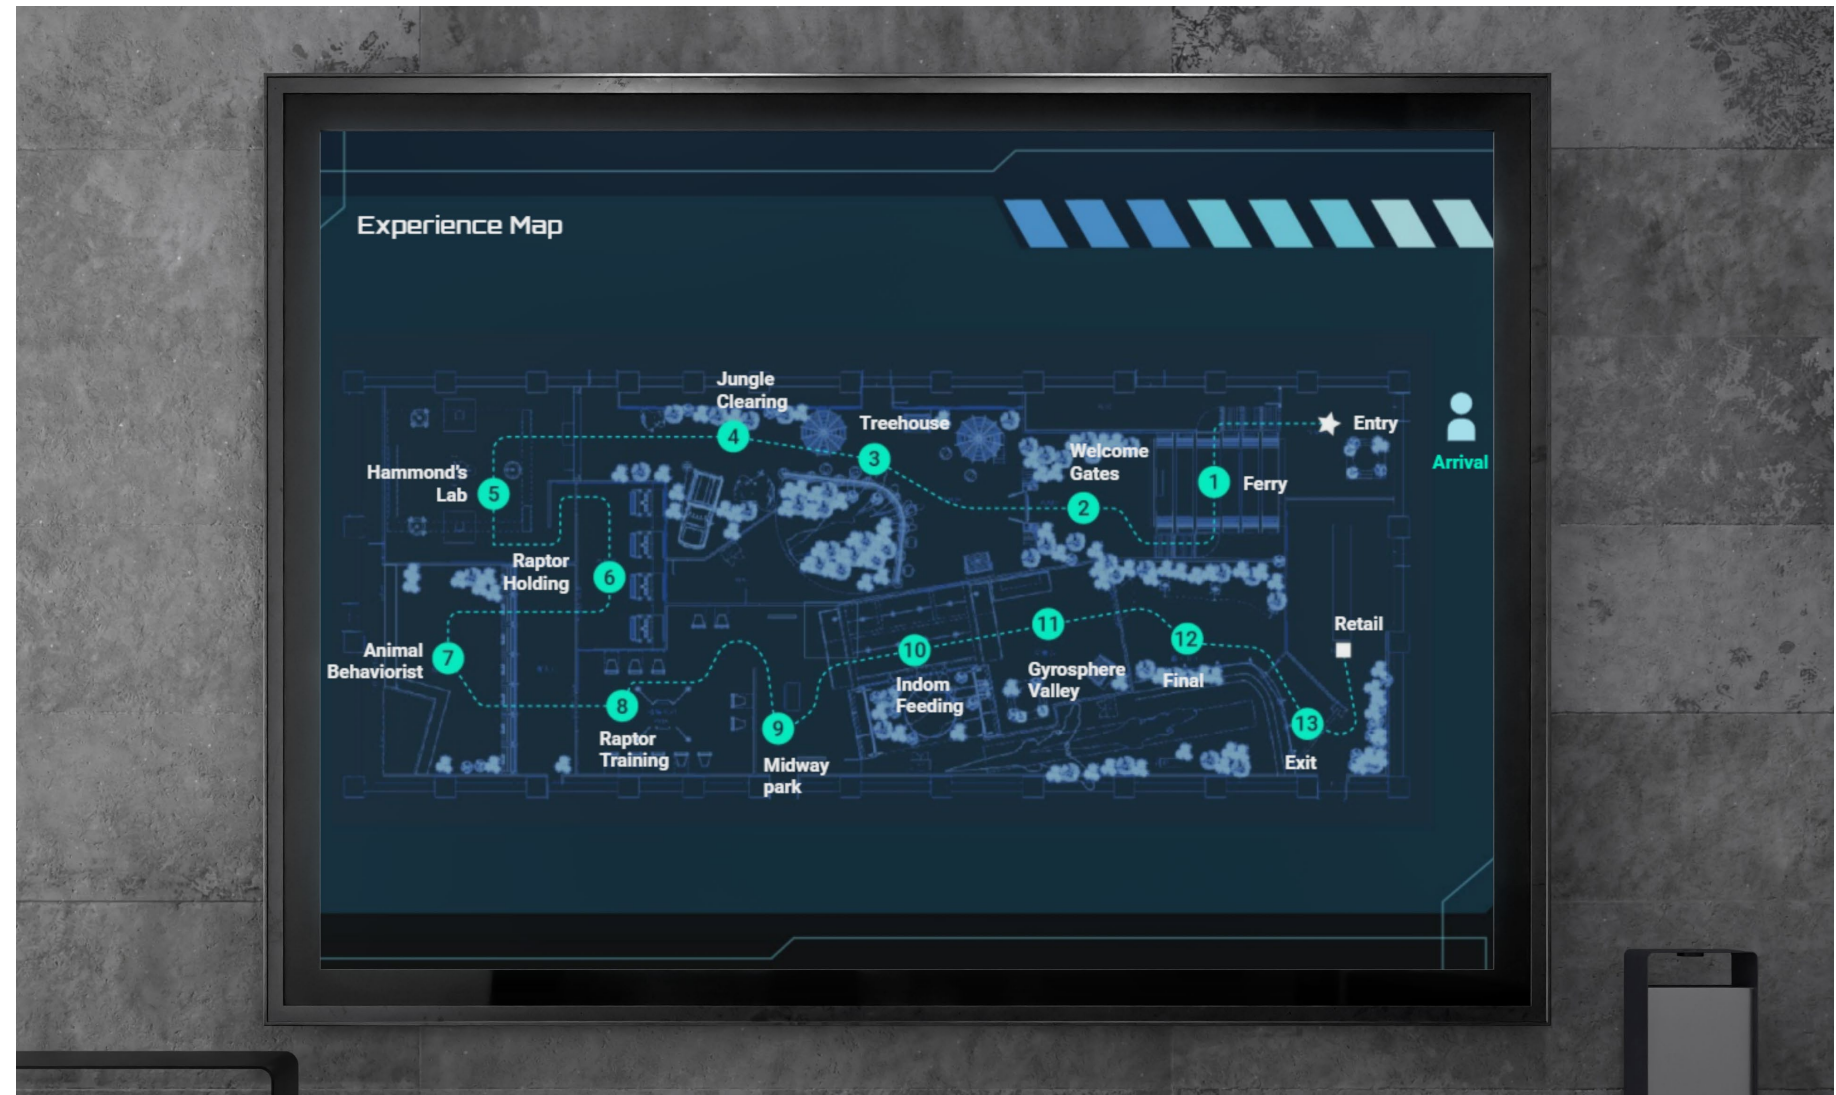 Experience Map
Jungle
Clearing
4
Treehouse
3
Entry
Arrival
Welcome
Gates
2
1
Ferry
Hammond's
Lab
5
Raptor
Holding
6
Animal
Behaviorist
7
8
Raptor
Training
9
Midway
park
10
Indom
Feeding
11
Gyrosphere
Valley
12
Final
13
Exit
Retail